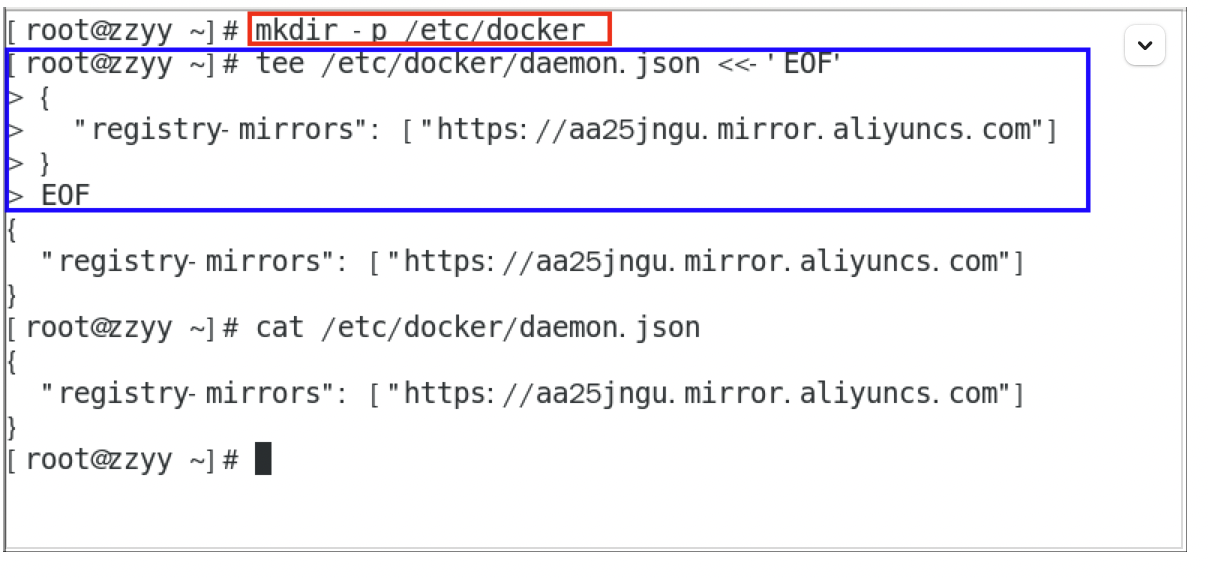 [root@zzyy ~]# mkdir -p /etc/docker
[root@zzyy ~]# tee /etc/docker/daemon.json <<-'EOF'
> {
>   "registry-mirrors": ["https://aa25jngu.mirror.aliyuncs.com"]
> }
> EOF
{
  "registry-mirrors": ["https://aa25jngu.mirror.aliyuncs.com"]
}
[root@zzyy ~]# cat /etc/docker/daemon.json
{
  "registry-mirrors": ["https://aa25jngu.mirror.aliyuncs.com"]
}
[root@zzyy ~]#